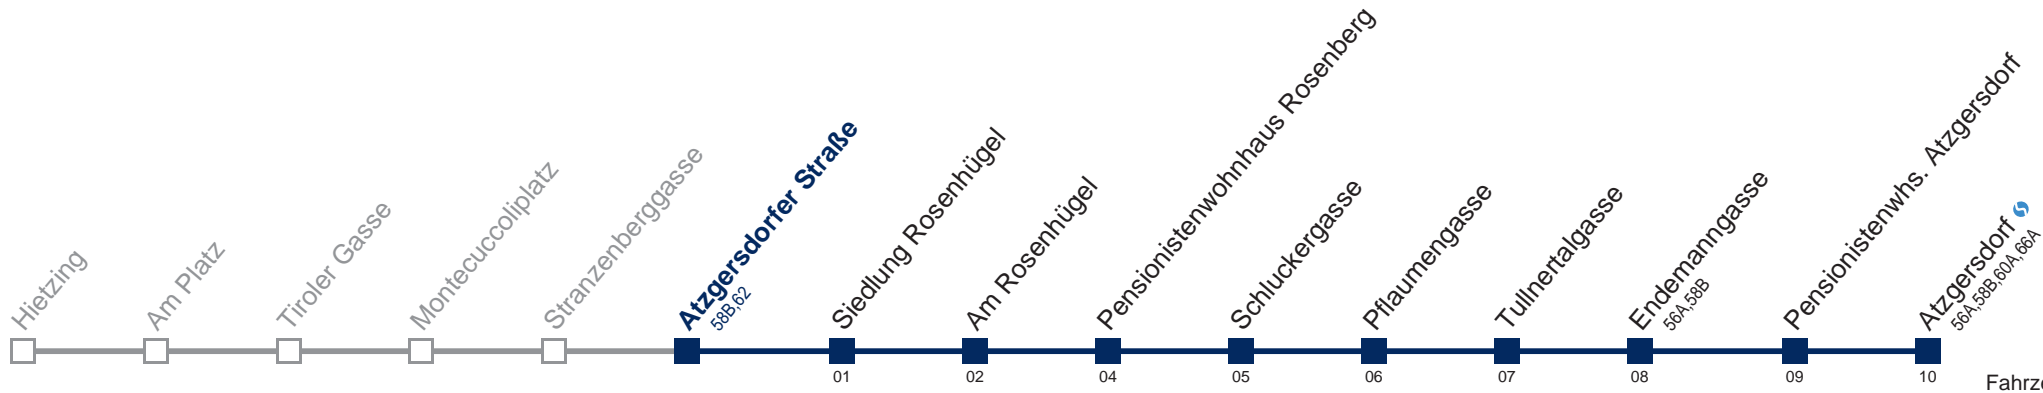 Hietzing
Am Platz
Tiroler Gasse
Montecuccoliplatz
Stranzenberggasse
Atzgersdorfer Straße
58B,62
Siedlung Rosenhügel
Am Rosenhügel
Pensionistenwohnhaus Rosenberg
Schluckergasse
Pflaumengasse
Tullnertalgasse
Endemanngasse
56A,58B
Pensionistenwhs. Atzgersdorf
Atzgersdorf
56A,58B,60A,66A
01 02 04 05 06 07 08 09 10
Fahrze